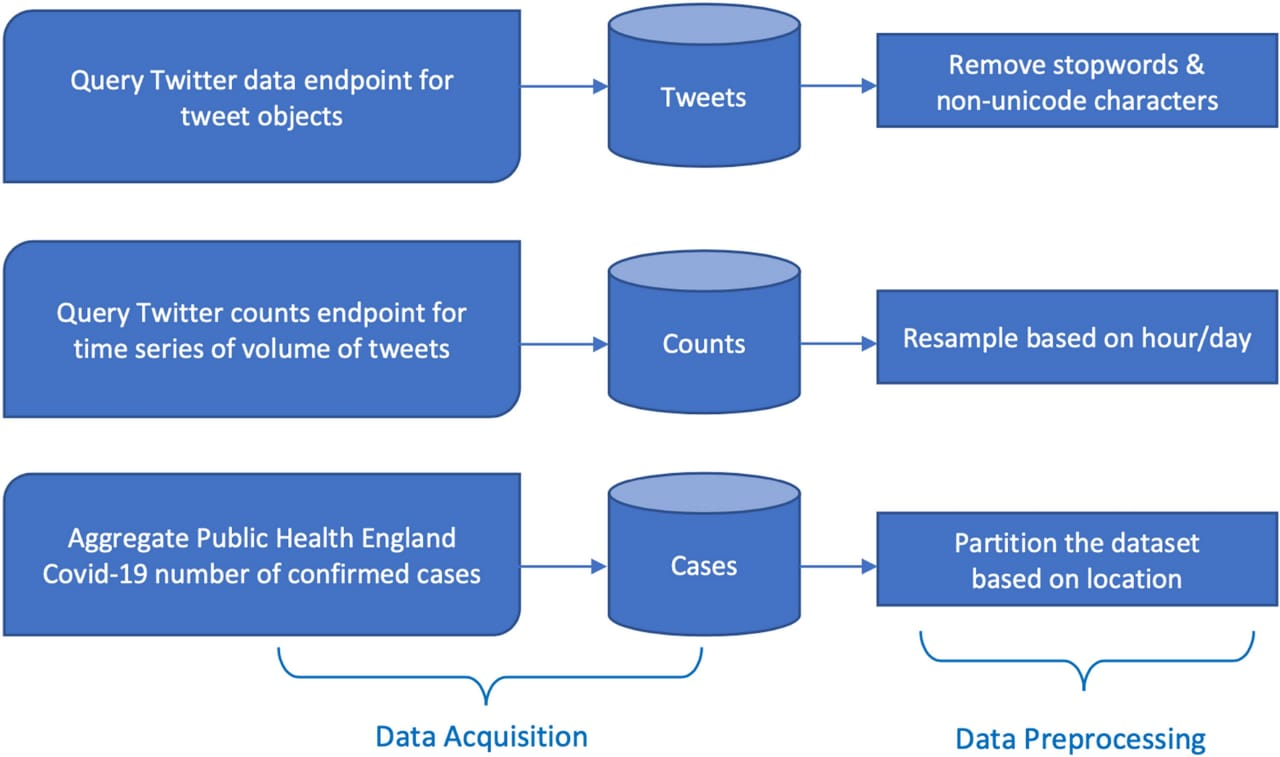 Query Twitter data endpoint for
tweet objects
Tweets
Remove stopwords &
non-unicode characters
Query Twitter counts endpoint for
time series of volume of tweets
Counts
Resample based on hour/day
Aggregate Public Health England
Covid-19 number of confirmed cases
Cases
Partition the dataset
based on location
Data Acquisition
Data Preprocessing